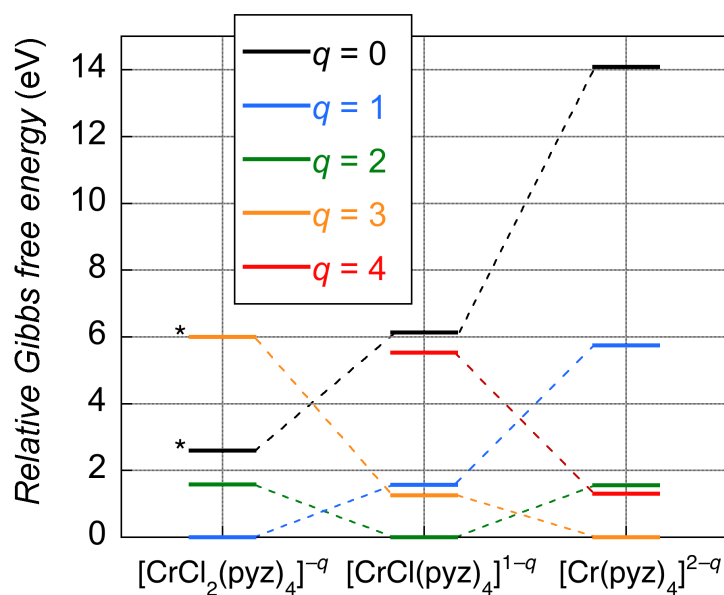 Relative Gibbs free energy (eV)
14
12
10
8
6
4
2
0
q = 0
q = 1
q = 2
q = 3
q = 4
*
*
[CrCl₂(pyz)₄]⁻q [CrCl(pyz)₄]¹⁻q [Cr(pyz)₄]²⁻q